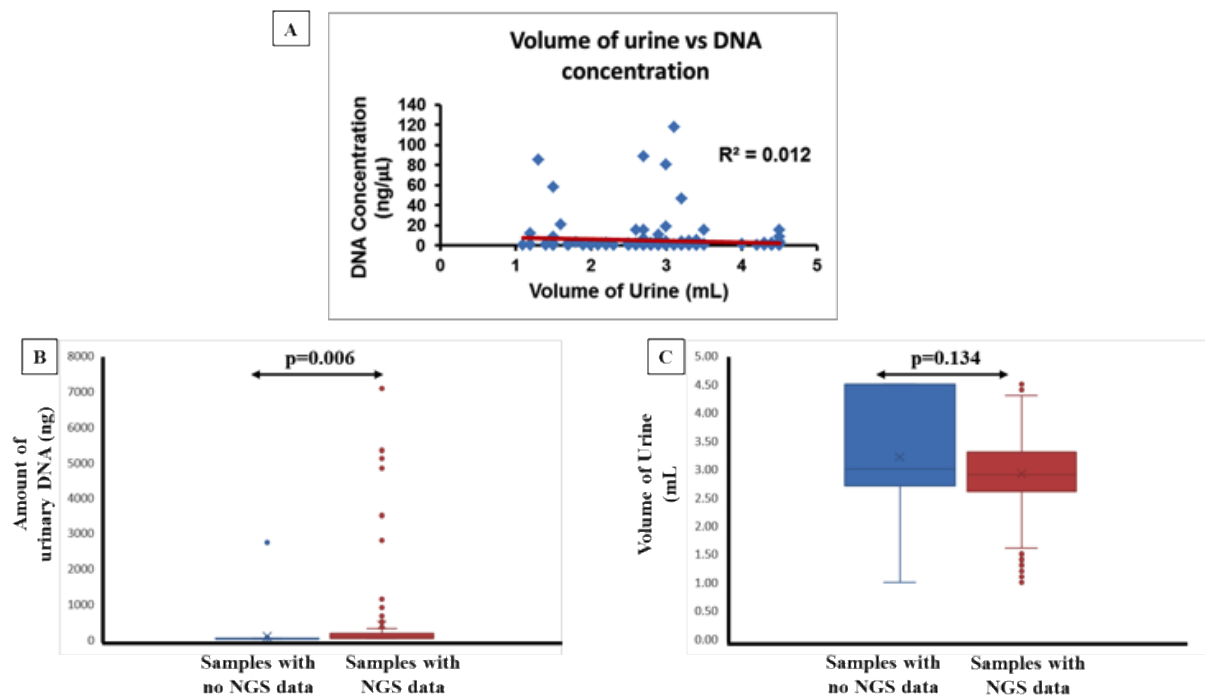 A
Volume of urine vs DNA
concentration
DNA Concentration
(ng/µL)
140
120
100
80
60
40
20
0
R² = 0.012
0 1 2 3 4 5
Volume of Urine (mL)
B
p=0.006
Amount of
urinary DNA (ng)
8000
7000
6000
5000
4000
3000
2000
1000
0
Samples with
no NGS data
Samples with
NGS data
C
p=0.134
Volume of Urine
(mL
5.00
4.50
4.00
3.50
3.00
2.50
2.00
1.50
1.00
0.50
0.00
Samples with
no NGS data
Samples with
NGS data